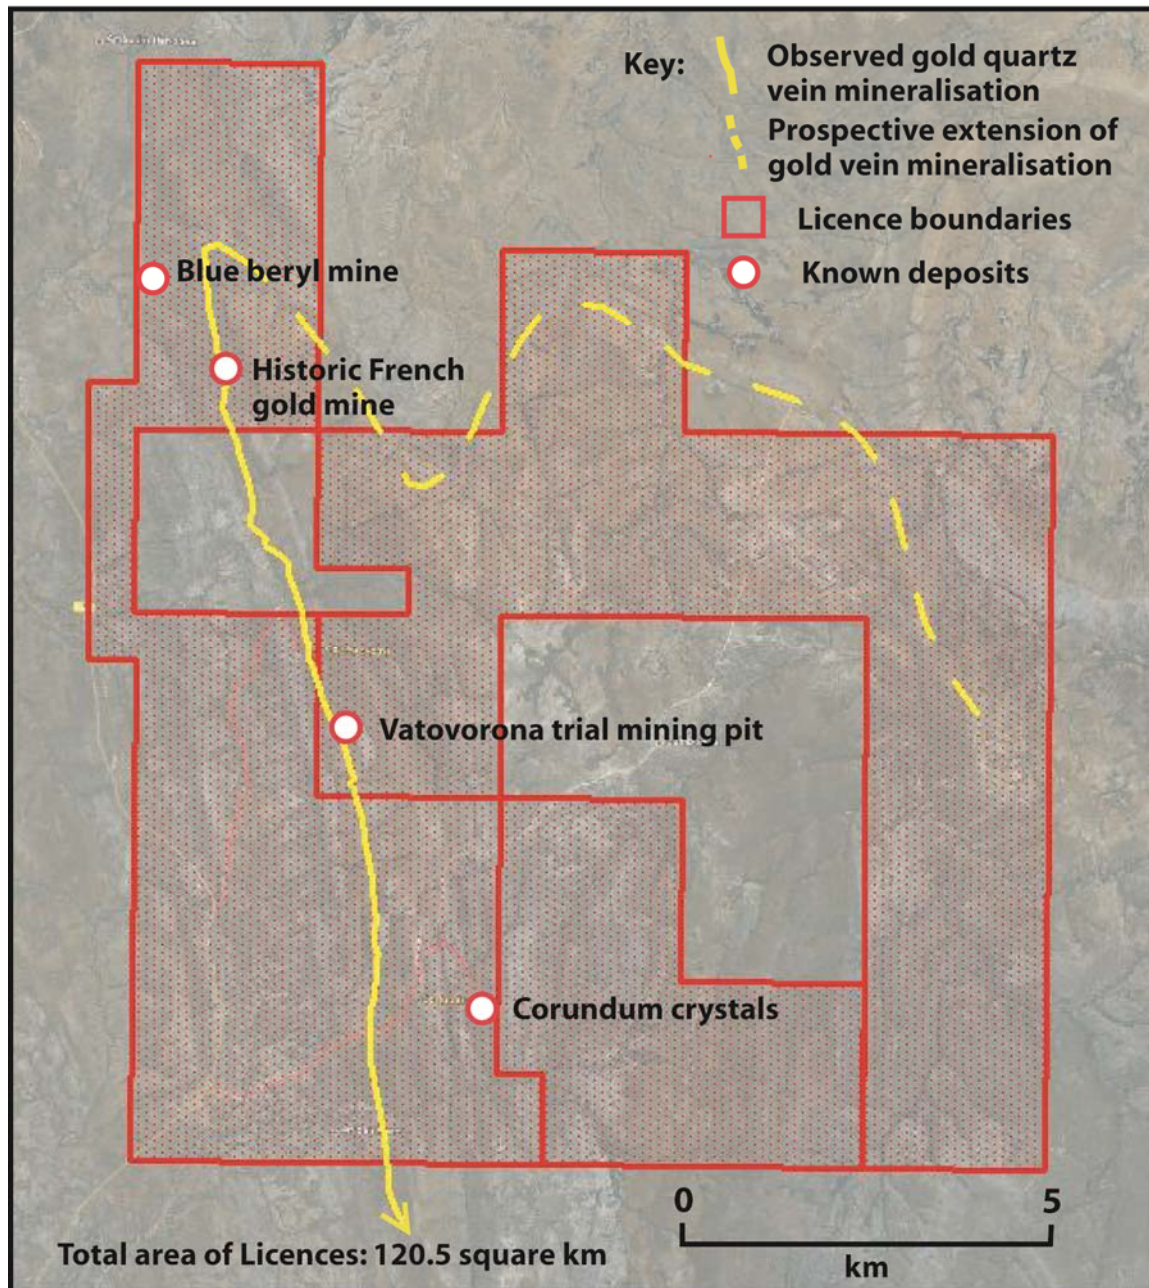 Key:
Observed gold quartz
vein mineralisation
Prospective extension of
gold vein mineralisation
Licence boundaries
Known deposits
Blue beryl mine
Historic French
gold mine
Vatovorona trial mining pit
Corundum crystals
0 5
km
Total area of Licences: 120.5 square km